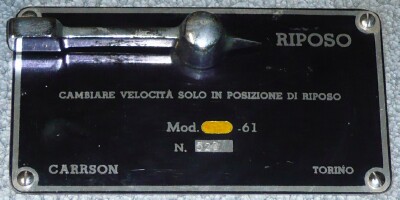 RIPOSO
CAMBIARE VELOCITÀ SOLO IN POSIZIONE DI RIPOSO
Mod. -61
N.
CARRSON TORINO